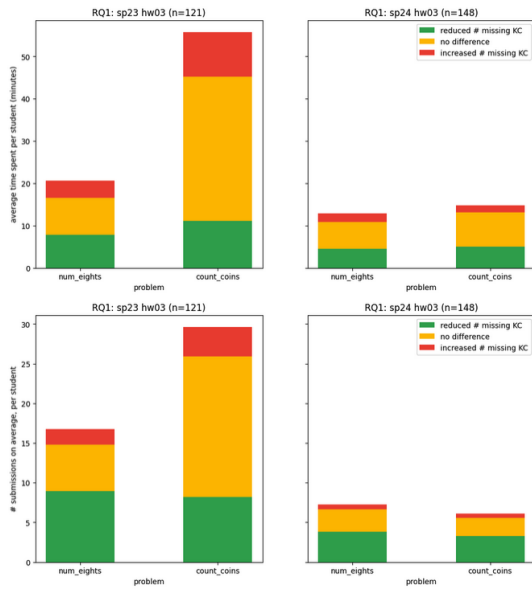 RQ1: sp23 hw03 (n=121)
RQ1: sp24 hw03 (n=148)
average time spent per student (minutes)
50
40
30
20
10
0
reduced # missing KC
no difference
increased # missing KC
num_eights
count_coins
problem
num_eights
count_coins
problem
RQ1: sp23 hw03 (n=121)
RQ1: sp24 hw03 (n=148)
# submissions on average, per student
30
25
20
15
10
5
0
reduced # missing KC
no difference
increased # missing KC
num_eights
count_coins
problem
num_eights
count_coins
problem